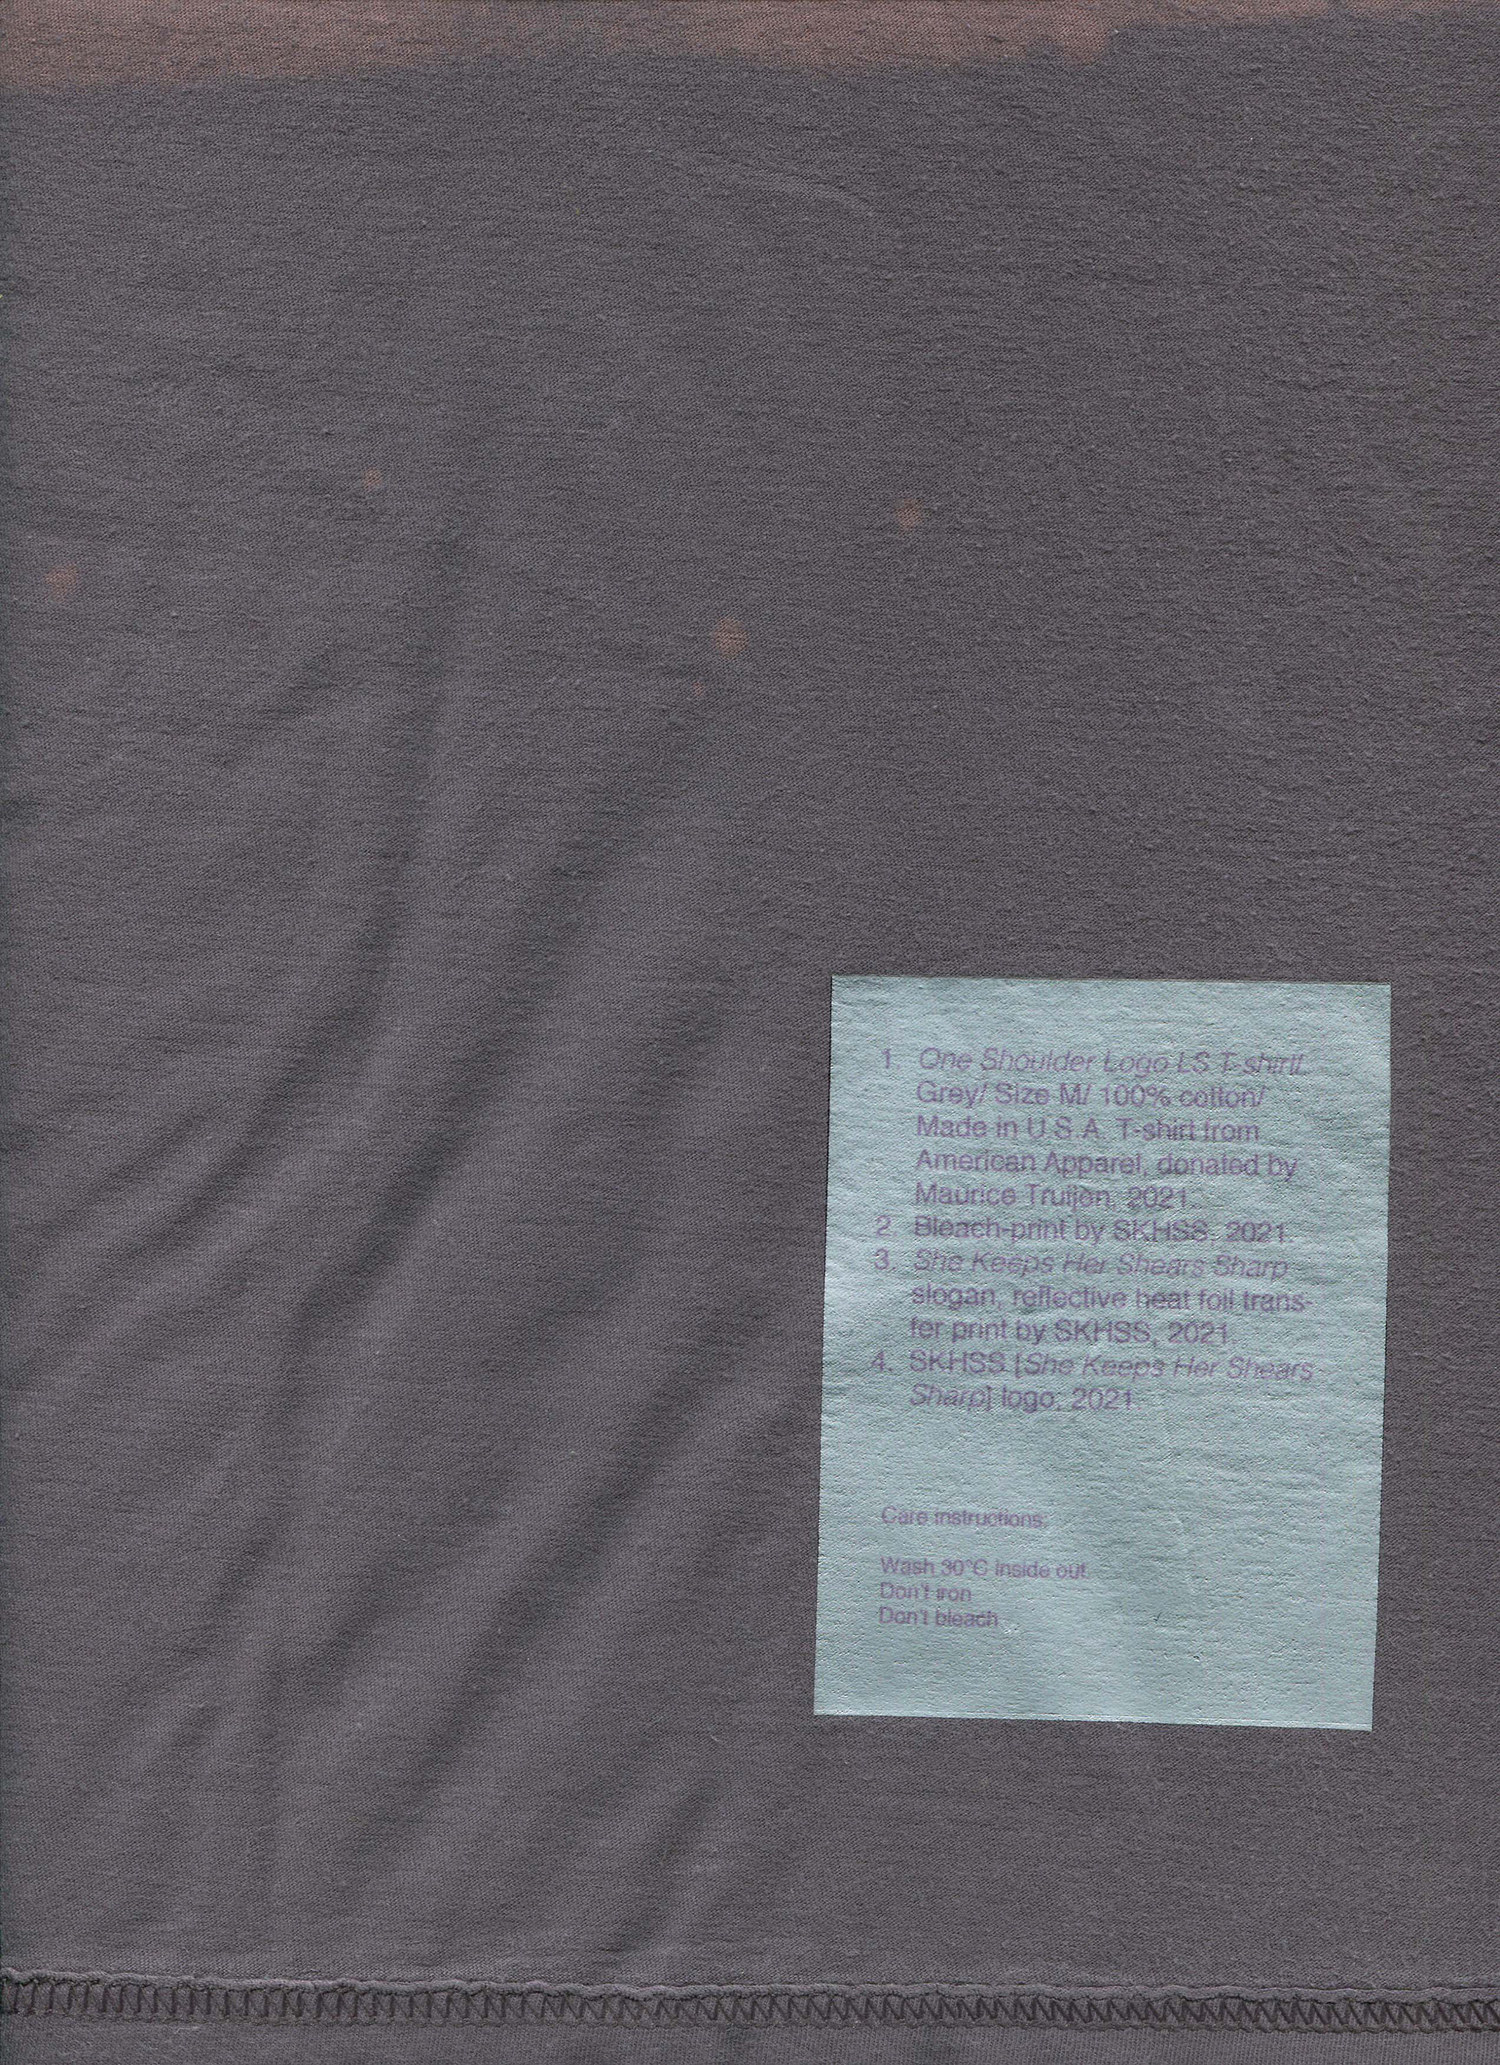 1. One Shoulder Logo LS T-shirt/
Grey/ Size M/ 100% cotton/
Made in U.S.A. T-shirt from
American Apparel, donated by
Maurice Truijen, 2021.
2. Bleach-print by SKHSS, 2021.
3. She Keeps Her Shears Sharp
slogan, reflective heat foil trans-
fer print by SKHSS, 2021.
4. SKHSS [She Keeps Her Shears
Sharp] logo, 2021.
Care instructions:
Wash 30°C inside out
Don't iron
Don't bleach